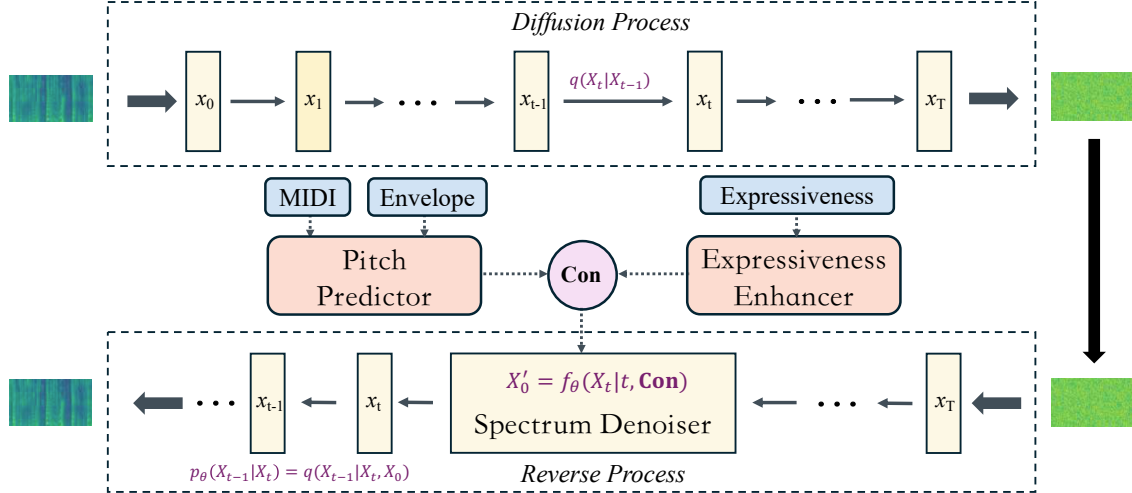 Diffusion Process
x0 x1 • • • xt-1 q(Xt|Xt-1) xt • • • xT
MIDI Envelope Expressiveness
Pitch
Predictor
Con
Expressiveness
Enhancer
X′0 = fθ(Xt|t, Con)
Spectrum Denoiser
• • • xt-1 xt • • • xT
pθ(Xt-1|Xt) = q(Xt-1|Xt, X0)
Reverse Process